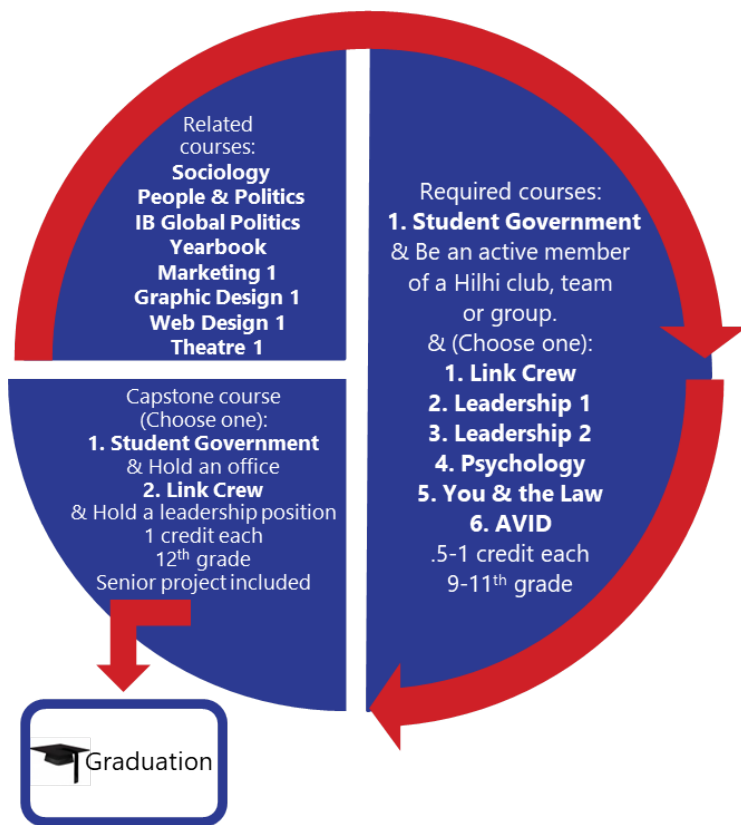 Related
courses:
Sociology
People & Politics
IB Global Politics
Yearbook
Marketing 1
Graphic Design 1
Web Design 1
Theatre 1
Required courses:
1. Student Government
& Be an active member
of a Hilhi club, team
or group.
& (Choose one):
1. Link Crew
2. Leadership 1
3. Leadership 2
4. Psychology
5. You & the Law
6. AVID
.5-1 credit each
9-11th grade
Capstone course
(Choose one):
1. Student Government
& Hold an office
2. Link Crew
& Hold a leadership position
1 credit each
12th grade
Senior project included
Graduation